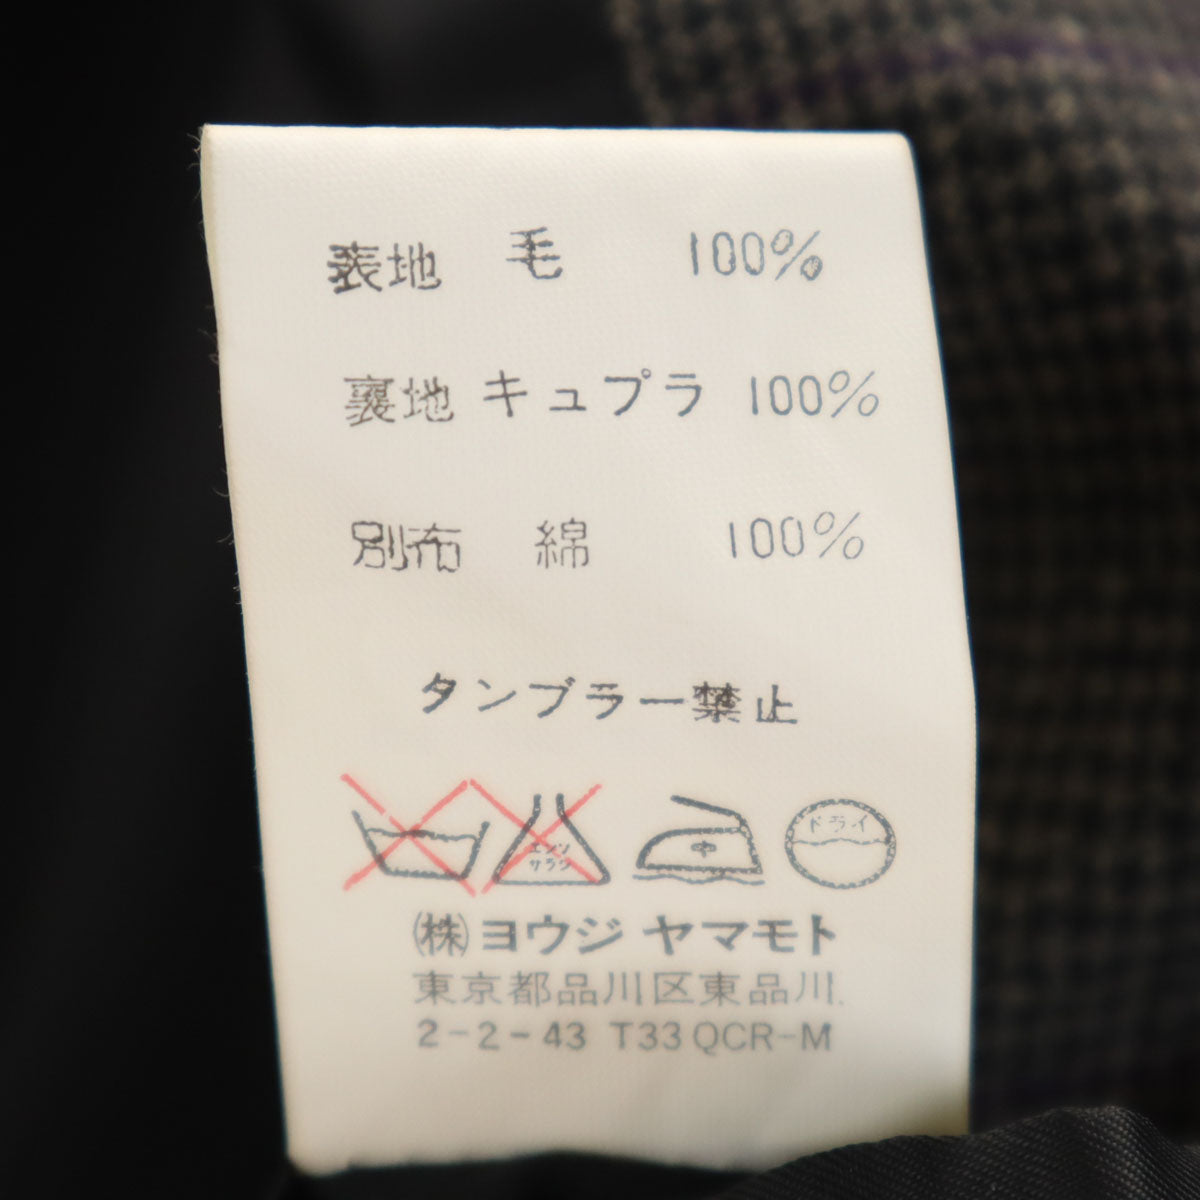 表地 毛 100%
裏地 キュプラ 100%
別布 綿 100%
タンブラー禁止
エンソ
サラシ
中
ドライ
㈱ ヨウジ ヤマモト
東京都品川区東品川
2-2-43 T33 QCR-M